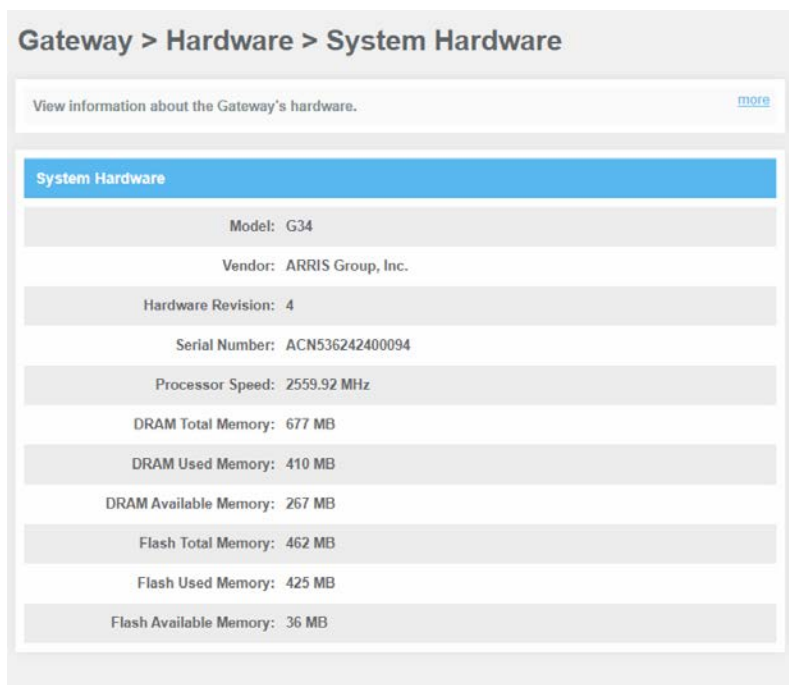 Gateway > Hardware > System Hardware
View information about the Gateway's hardware. more
System Hardware
Model: G34
Vendor: ARRIS Group, Inc.
Hardware Revision: 4
Serial Number: ACN536242400094
Processor Speed: 2559.92 MHz
DRAM Total Memory: 677 MB
DRAM Used Memory: 410 MB
DRAM Available Memory: 267 MB
Flash Total Memory: 462 MB
Flash Used Memory: 425 MB
Flash Available Memory: 36 MB